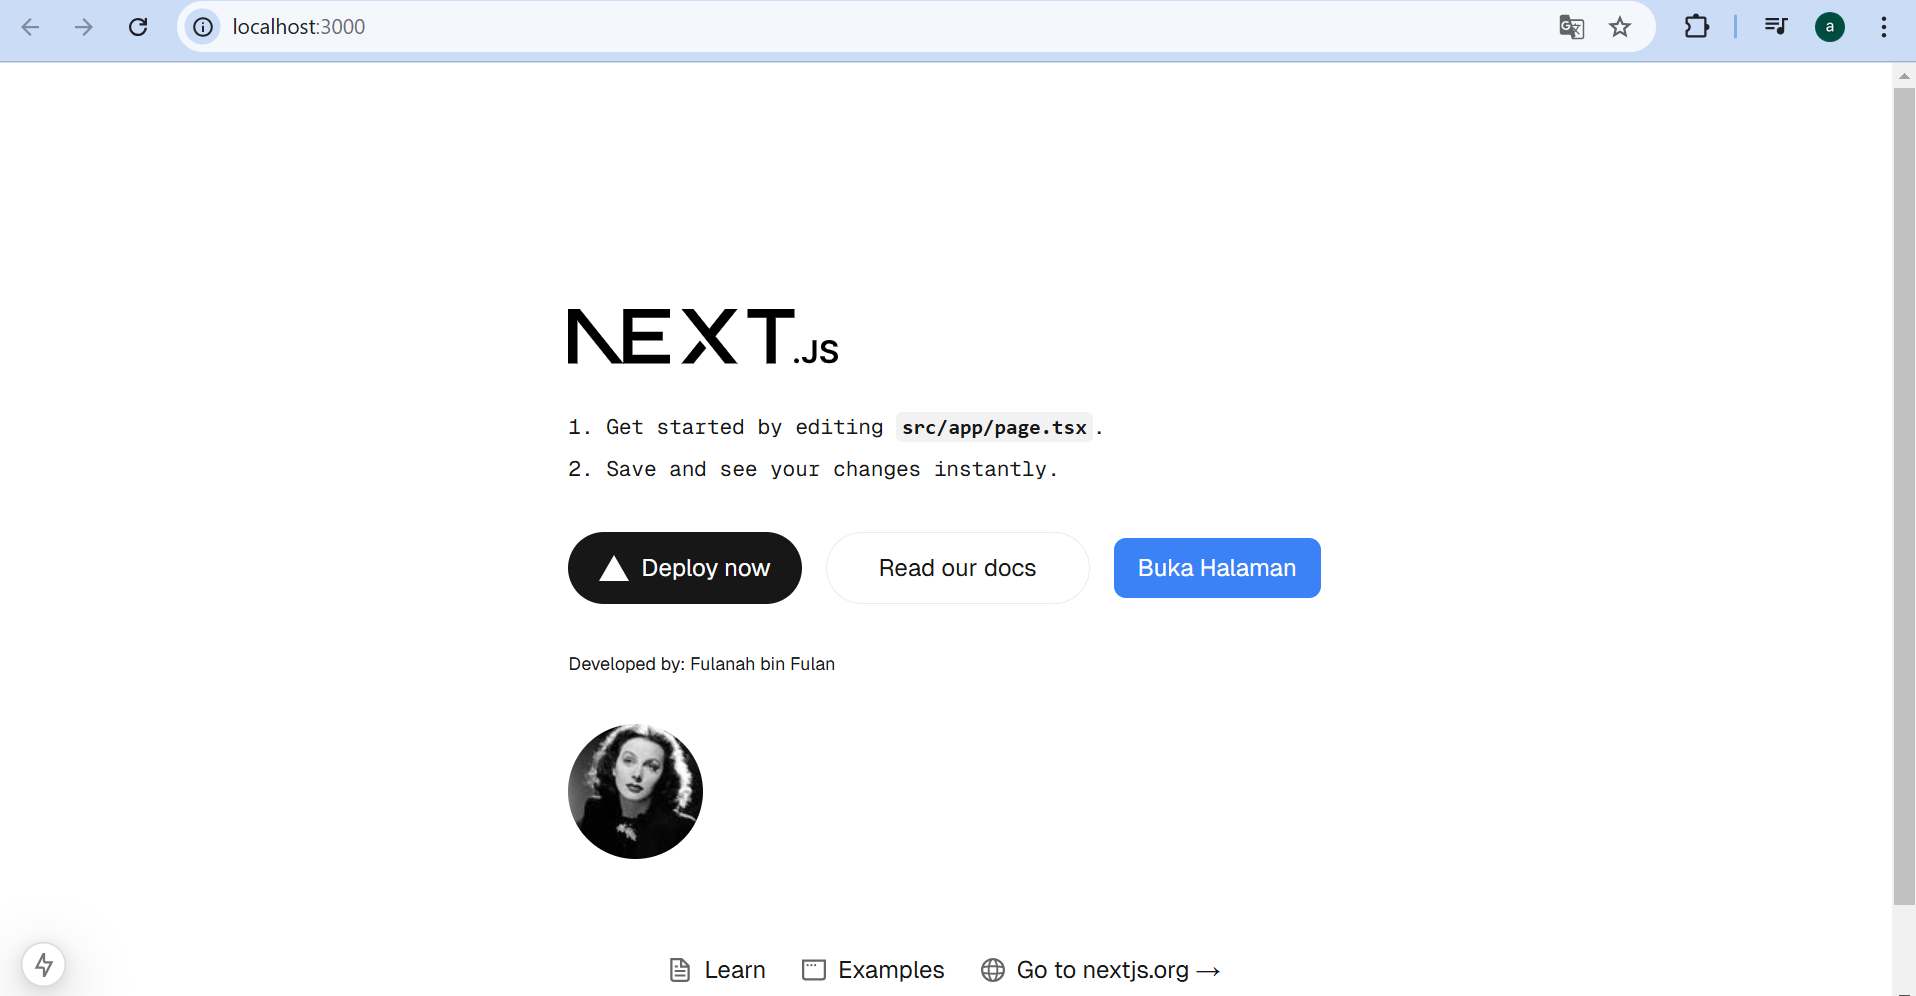 localhost:3000
a
NEXT.JS
1. Get started by editing src/app/page.tsx.
2. Save and see your changes instantly.
Deploy now
Read our docs
Buka Halaman
Developed by: Fulanah bin Fulan
Learn
Examples
Go to nextjs.org →